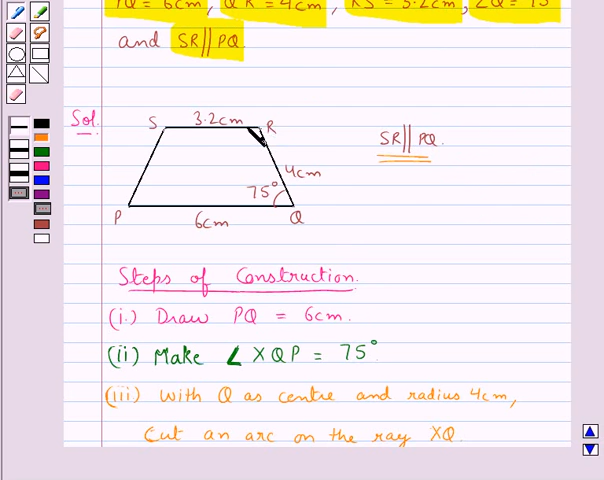 PQ = 6cm, QR = 4cm, RS = 3.2cm, ∠Q = 75°
and SR||PQ.
Sol.
S 3.2cm R
SR||PQ.
4cm
75°
P 6cm Q
Steps of Construction.
(i.) Draw PQ = 6cm.
(ii) Make ∠XQP = 75°
(iii) With Q as centre and radius 4cm,
Cut an arc on the ray XQ.